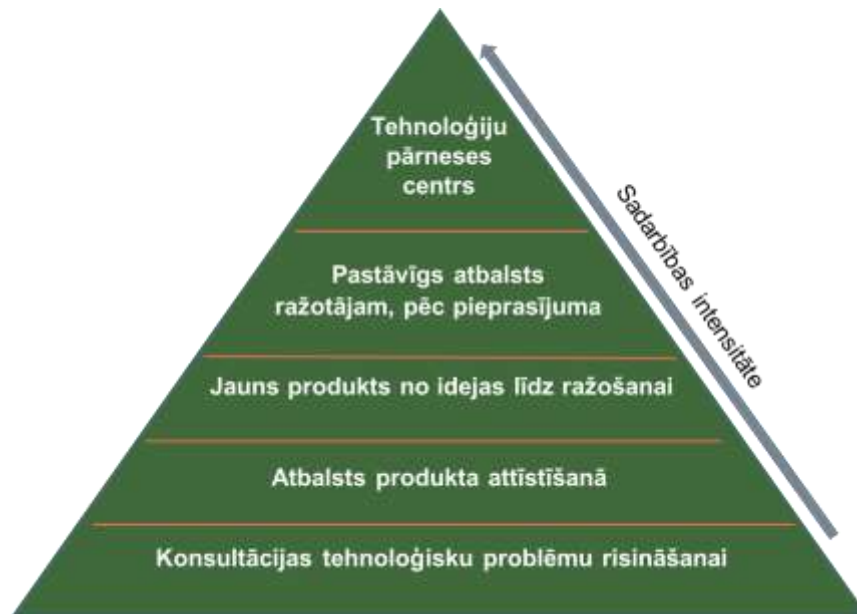 Tehnoloģiju
pārneses
centrs
Pastāvīgs atbalsts
ražotājam, pēc pieprasījuma
Jauns produkts no idejas līdz ražošanai
Atbalsts produkta attīstīšanā
Konsultācijas tehnoloģisku problēmu risināšanai
Sadarbības intensitāte